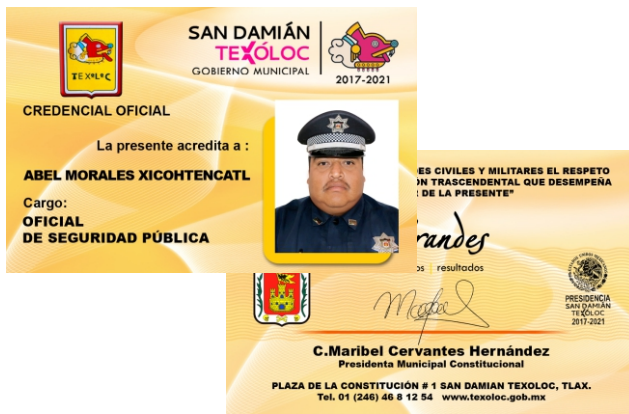 TEXOLOC
SAN DAMIÁN
TEXÓLOC
GOBIERNO MUNICIPAL
2017-2021
CREDENCIAL OFICIAL
La presente acredita a :
ABEL MORALES XICOHTENCATL
Cargo:
OFICIAL
DE SEGURIDAD PÚBLICA
ES CIVILES Y MILITARES EL RESPETO
TRASCENDENTAL QUE DESEMPEÑA
DE LA PRESENTE"
randes
resultados
PRESIDENCIA
SAN DAMIÁN
TEXÓLOC
2017-2021
C.Maribel Cervantes Hernández
Presidenta Municipal Constitucional
PLAZA DE LA CONSTITUCIÓN # 1 SAN DAMIAN TEXOLOC, TLAX.
Tel. 01 (246) 46 8 12 54 www.texoloc.gob.mx